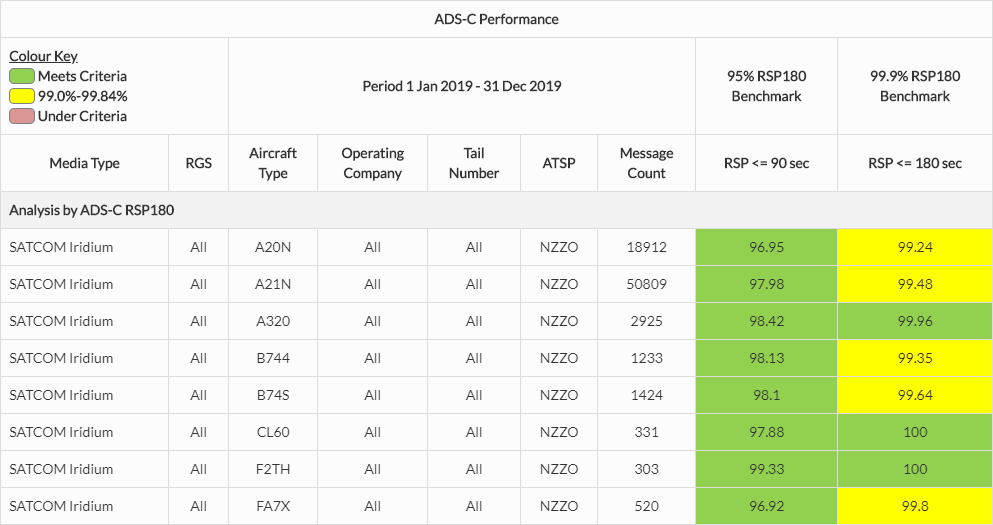 ADS-C Performance
Colour Key
Meets Criteria
99.0%-99.84%
Under Criteria
Period 1 Jan 2019 - 31 Dec 2019
95% RSP180
Benchmark
99.9% RSP180
Benchmark
Media Type RGS Aircraft Type Operating Company Tail Number ATSP Message Count RSP <= 90 sec RSP <= 180 sec
Analysis by ADS-C RSP180
SATCOM Iridium All A20N All All NZZO 18912 96.95 99.24
SATCOM Iridium All A21N All All NZZO 50809 97.98 99.48
SATCOM Iridium All A320 All All NZZO 2925 98.42 99.96
SATCOM Iridium All B744 All All NZZO 1233 98.13 99.35
SATCOM Iridium All B74S All All NZZO 1424 98.1 99.64
SATCOM Iridium All CL60 All All NZZO 331 97.88 100
SATCOM Iridium All F2TH All All NZZO 303 99.33 100
SATCOM Iridium All FA7X All All NZZO 520 96.92 99.8